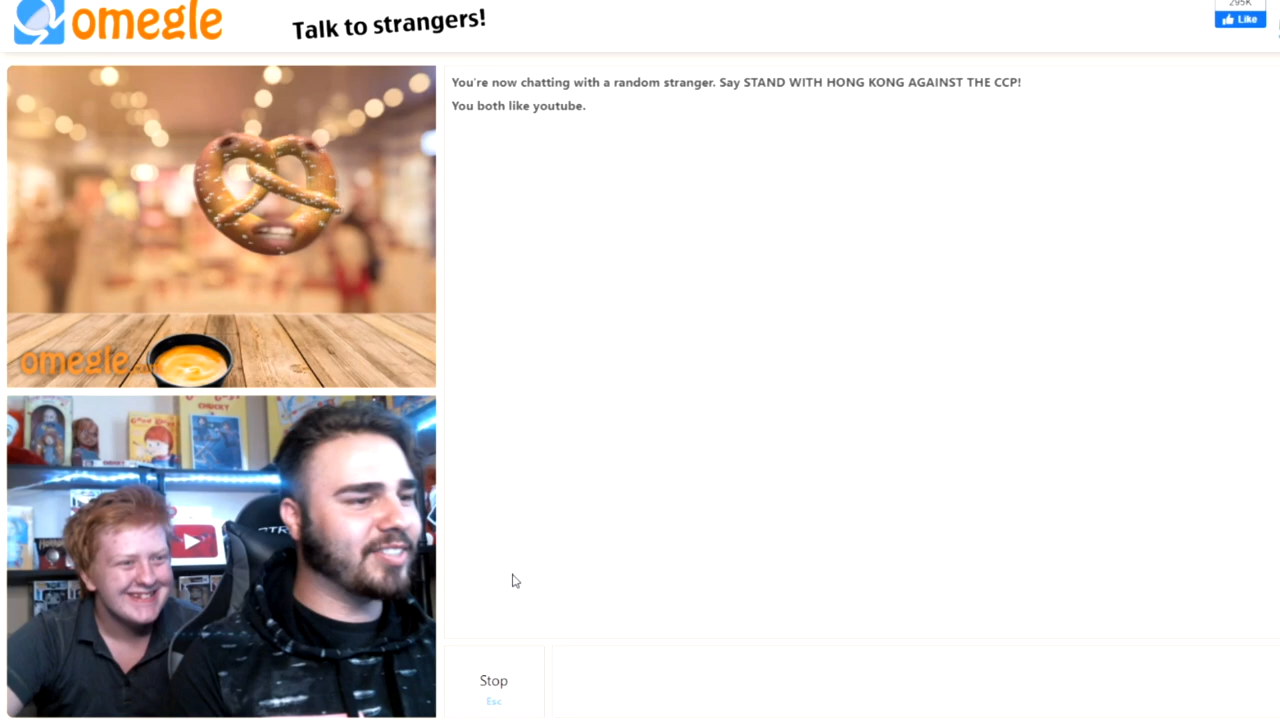 omegle
Talk to strangers!
295K
Like
You're now chatting with a random stranger. Say STAND WITH HONG KONG AGAINST THE CCP!
You both like youtube.
omegle
CHUCKY
Stop
Esc